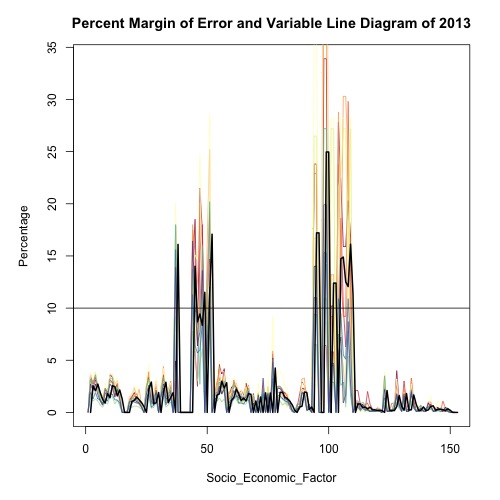 Percent Margin of Error and Variable Line Diagram of 2013
35
30
25
20
15
10
5
0
Percentage
0 50 100 150
Socio_Economic_Factor